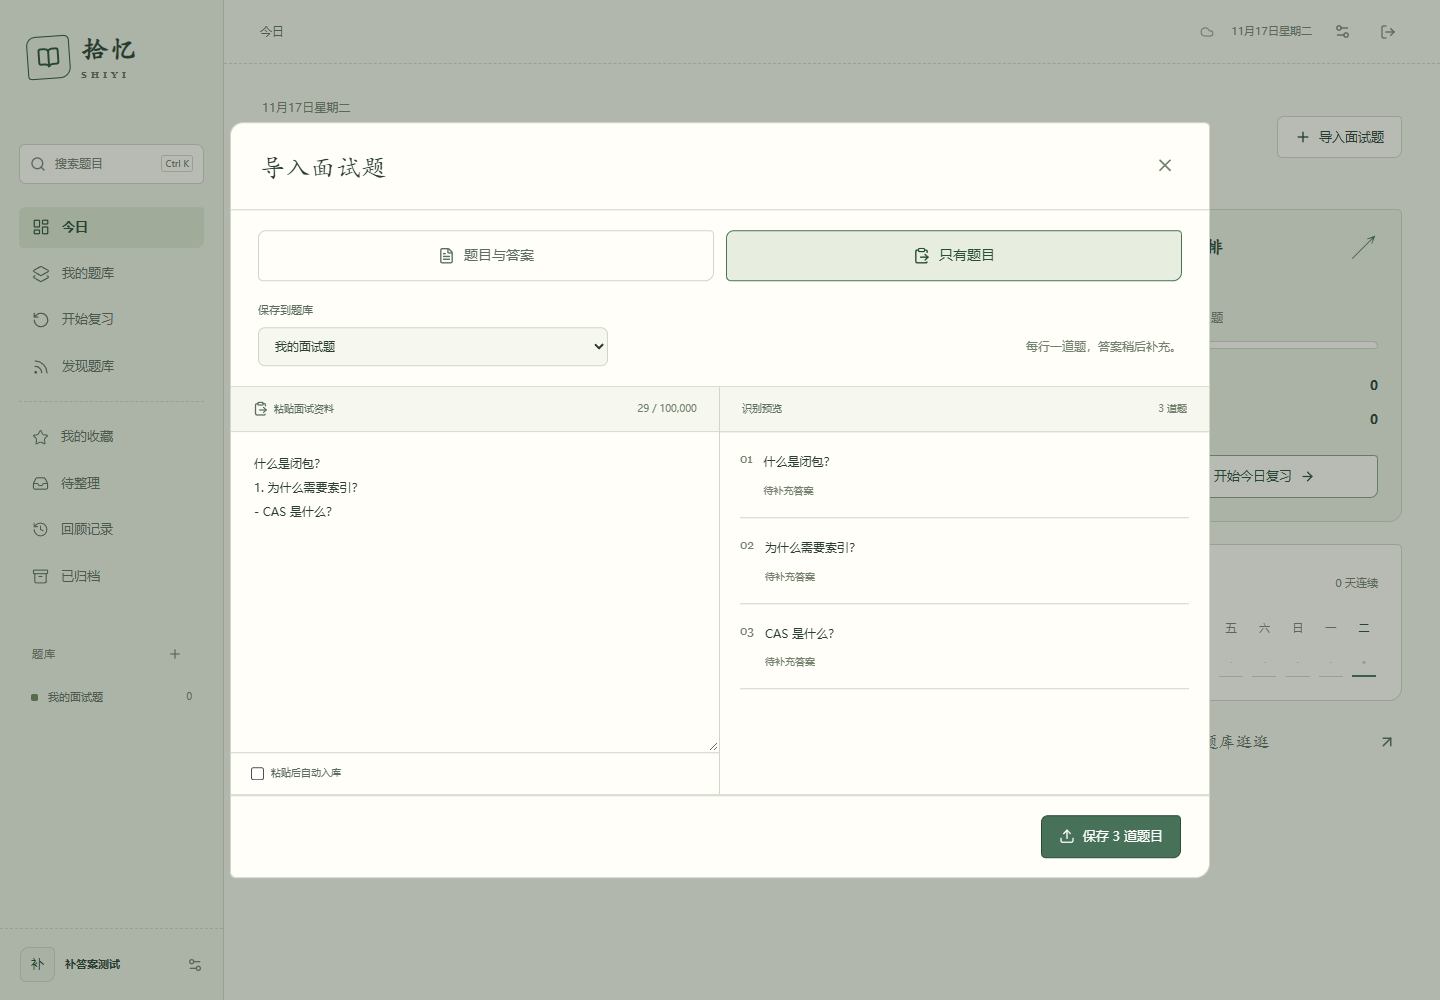 拾忆
SHIYI
搜索题目
Ctrl K
今日
我的题库
开始复习
发现题库
我的收藏
待整理
回顾记录
已归档
题库
我的面试题
0
补
补答案测试
今日
11月17日星期二
11月17日星期二
导入面试题
导入面试题
题目与答案
只有题目
保存到题库
我的面试题
每行一道题，答案稍后补充。
粘贴面试资料
29 / 100,000
什么是闭包?
1. 为什么需要索引?
- CAS 是什么?
粘贴后自动入库
识别预览
3 道题
01 什么是闭包?
待补充答案
02 为什么需要索引?
待补充答案
03 CAS 是什么?
待补充答案
保存 3 道题目
排
题
0
0
开始今日复习
0 天连续
五 六 日 一 二
题库逛逛